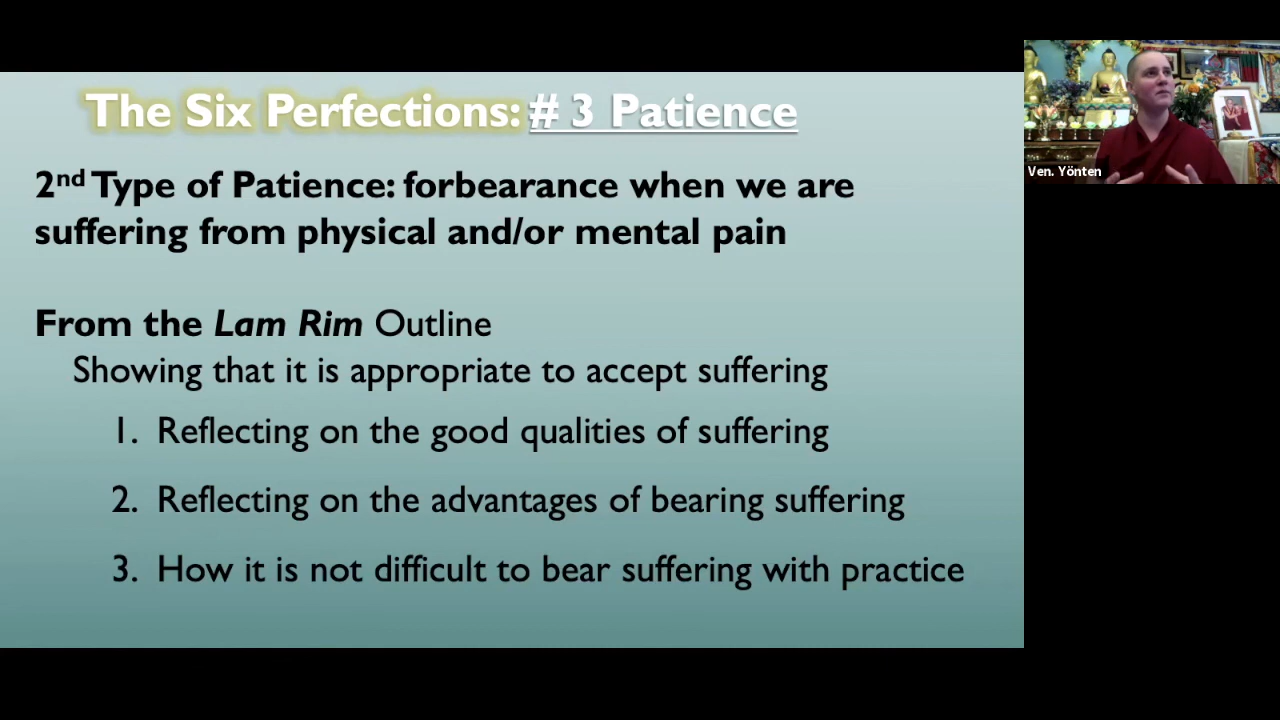 The Six Perfections: # 3 Patience
2nd Type of Patience: forbearance when we are
suffering from physical and/or mental pain
From the Lam Rim Outline
Showing that it is appropriate to accept suffering
1. Reflecting on the good qualities of suffering
2. Reflecting on the advantages of bearing suffering
3. How it is not difficult to bear suffering with practice
Ven. Yönten